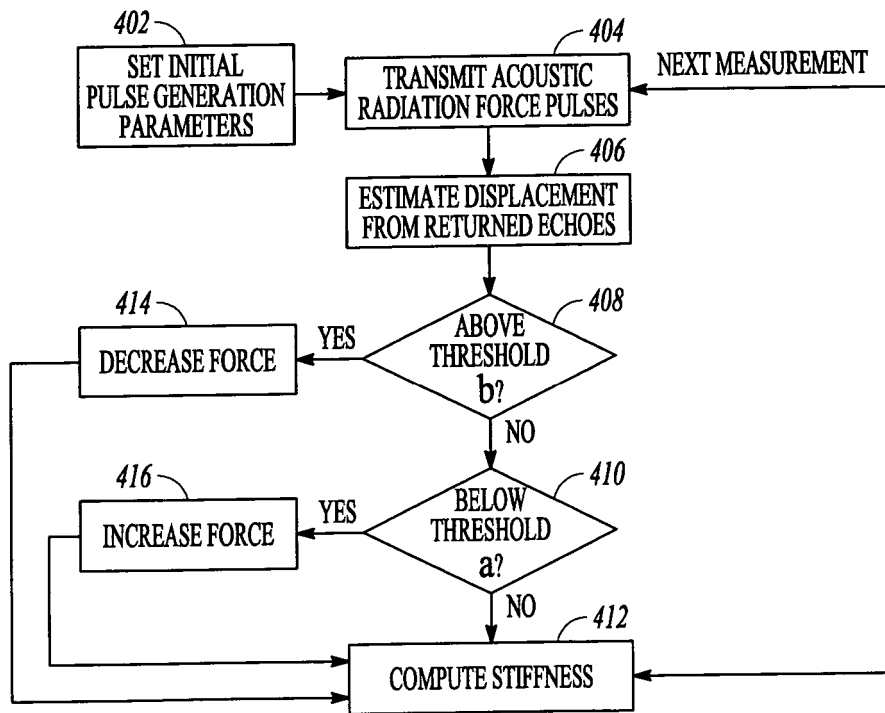 402
SET INITIAL
PULSE GENERATION
PARAMETERS
404
TRANSMIT ACOUSTIC
RADIATION FORCE PULSES
NEXT MEASUREMENT
406
ESTIMATE DISPLACEMENT
FROM RETURNED ECHOES
408
ABOVE
THRESHOLD
b?
YES
414
DECREASE FORCE
NO
410
BELOW
THRESHOLD
a?
YES
416
INCREASE FORCE
NO
412
COMPUTE STIFFNESS